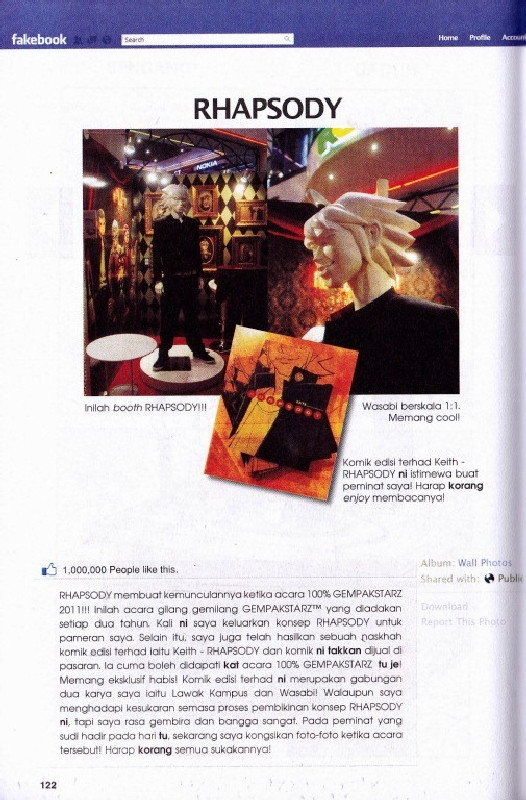 fakebook
Search
Home Profile Account
RHAPSODY
NOKIA
Inilah booth RHAPSODY!!!
Wasabi berskala 1:1.
Memang cool!
Komik edisi terhad Keith -
RHAPSODY ni istimewa buat
peminat saya! Harap korang
enjoy membacanya!
1,000,000 People like this.
Album: Wall Photos
Shared with: Public
Download
Report This Photo
RHAPSODY membuat kemunculannya ketika acara 100% GEMPAKSTARZ
2011!!! Inilah acara gilang gemilang GEMPAKSTARZ™ yang diadakan
setiap dua tahun. Kali ni saya keluarkan konsep RHAPSODY untuk
pameran saya. Selain itu, saya juga telah hasilkan sebuah naskhah
komik edisi terhad iaitu Keith - RHAPSODY dan komik ni takkan dijual di
pasaran. Ia cuma boleh didapati kat acara 100% GEMPAKSTARZ tu je!
Memang eksklusif habis!! Komik edisi terhad ni merupakan gabungan
dua karya saya iaitu Lawak Kampus dan Wasabi! Walaupun saya
menghadapi kesukaran semasa proses pembikinan konsep RHAPSODY
ni, tapi saya rasa gembira dan bangga sangat. Pada peminat yang
sudi hadir pada hari tu, sekarang saya kongsikan foto-foto ketika acara
tersebut!! Harap korang semua sukakannya!
122